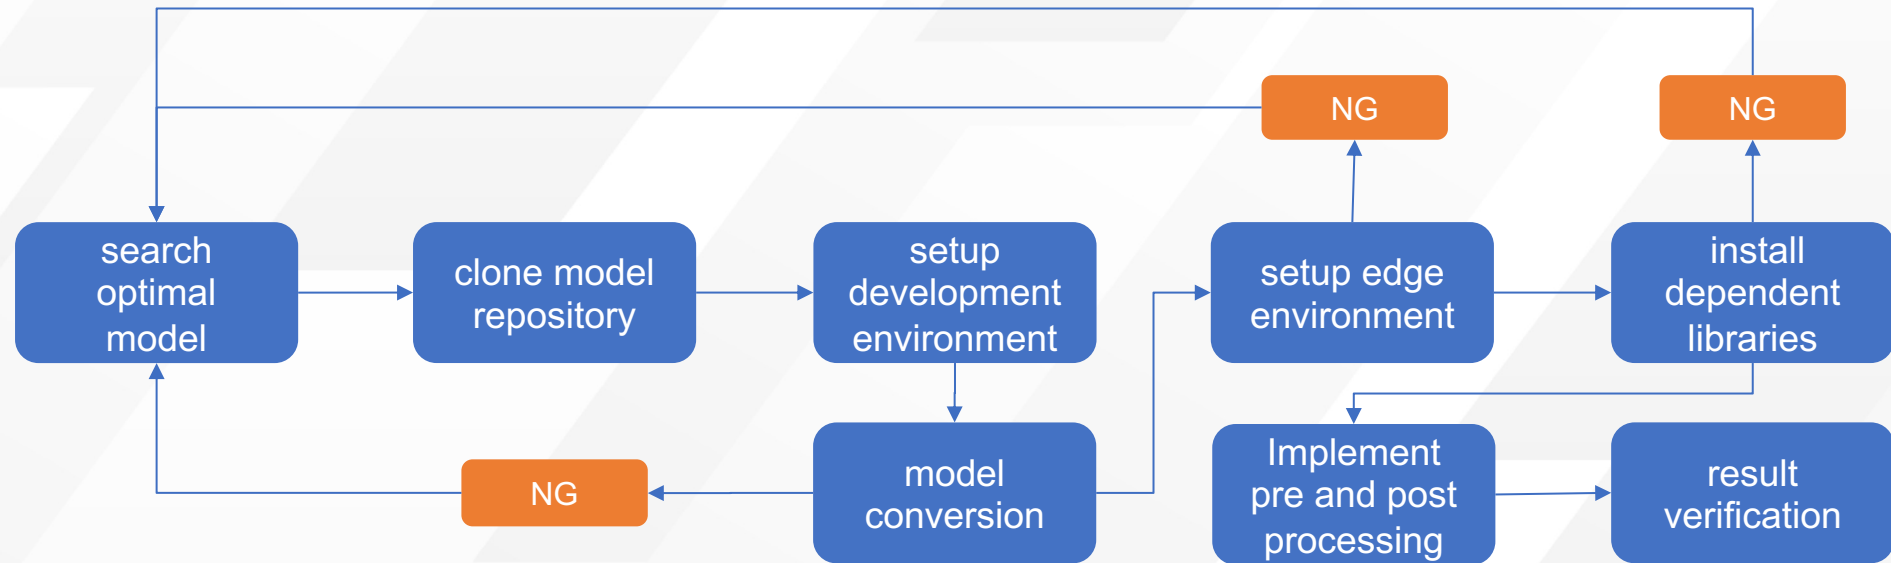 NG
NG
search
optimal
model
clone model
repository
setup
development
environment
setup edge
environment
install
dependent
libraries
NG
model
conversion
Implement
pre and post
processing
result
verification